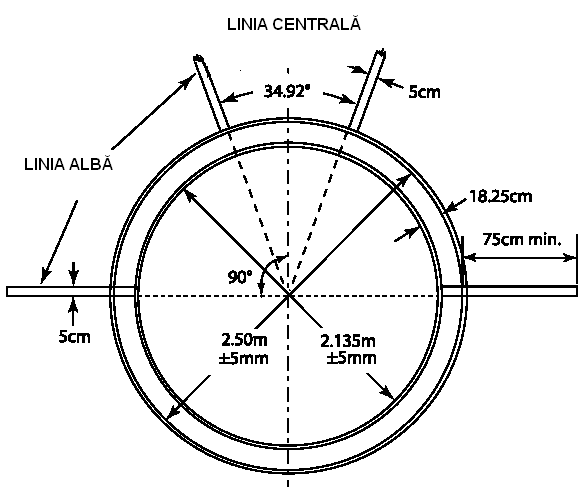 LINIA CENTRALĂ
34.92°
5cm
LINIA ALBĂ
18.25cm
75cm min.
90°
5cm
2.50m
±5mm
2.135m
±5mm